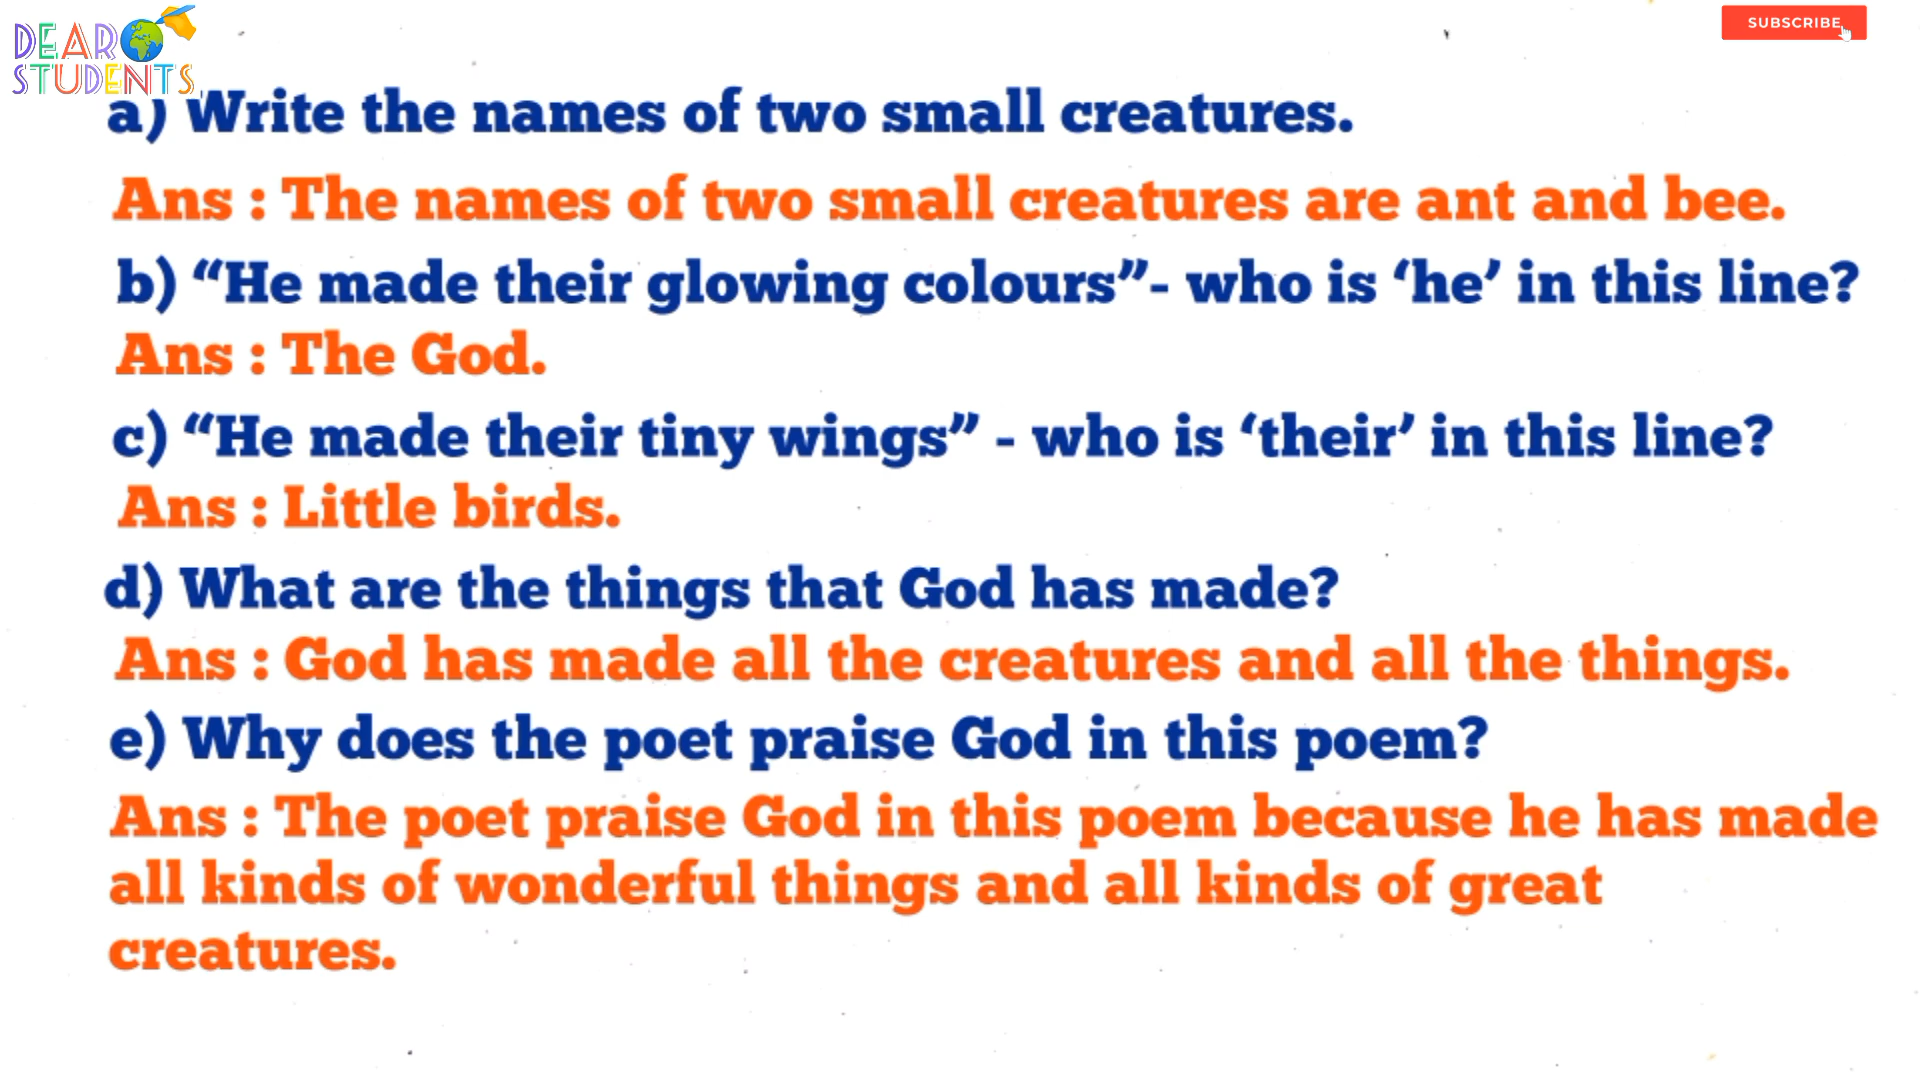 DEAR
STUDENTS
SUBSCRIBE
a) Write the names of two small creatures.
Ans : The names of two small creatures are ant and bee.
b) “He made their glowing colours”- who is ‘he’ in this line?
Ans : The God.
c) “He made their tiny wings” - who is ‘their’ in this line?
Ans : Little birds.
d) What are the things that God has made?
Ans : God has made all the creatures and all the things.
e) Why does the poet praise God in this poem?
Ans : The poet praise God in this poem because he has made
all kinds of wonderful things and all kinds of great
creatures.